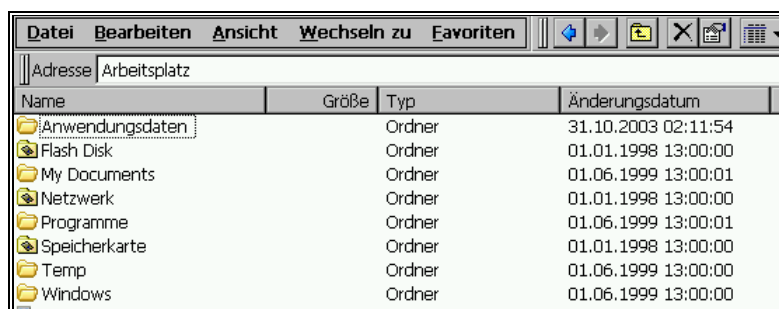 Datei Bearbeiten Ansicht Wechseln zu Favoriten
Adresse Arbeitsplatz
Name Größe Typ Änderungsdatum
Anwendungsdaten Ordner 31.10.2003 02:11:54
Flash Disk Ordner 01.01.1998 13:00:00
My Documents Ordner 01.06.1999 13:00:01
Netzwerk Ordner 01.01.1998 13:00:00
Programme Ordner 01.06.1999 13:00:01
Speicherkarte Ordner 01.01.1998 13:00:00
Temp Ordner 01.06.1999 13:00:00
Windows Ordner 01.06.1999 13:00:00